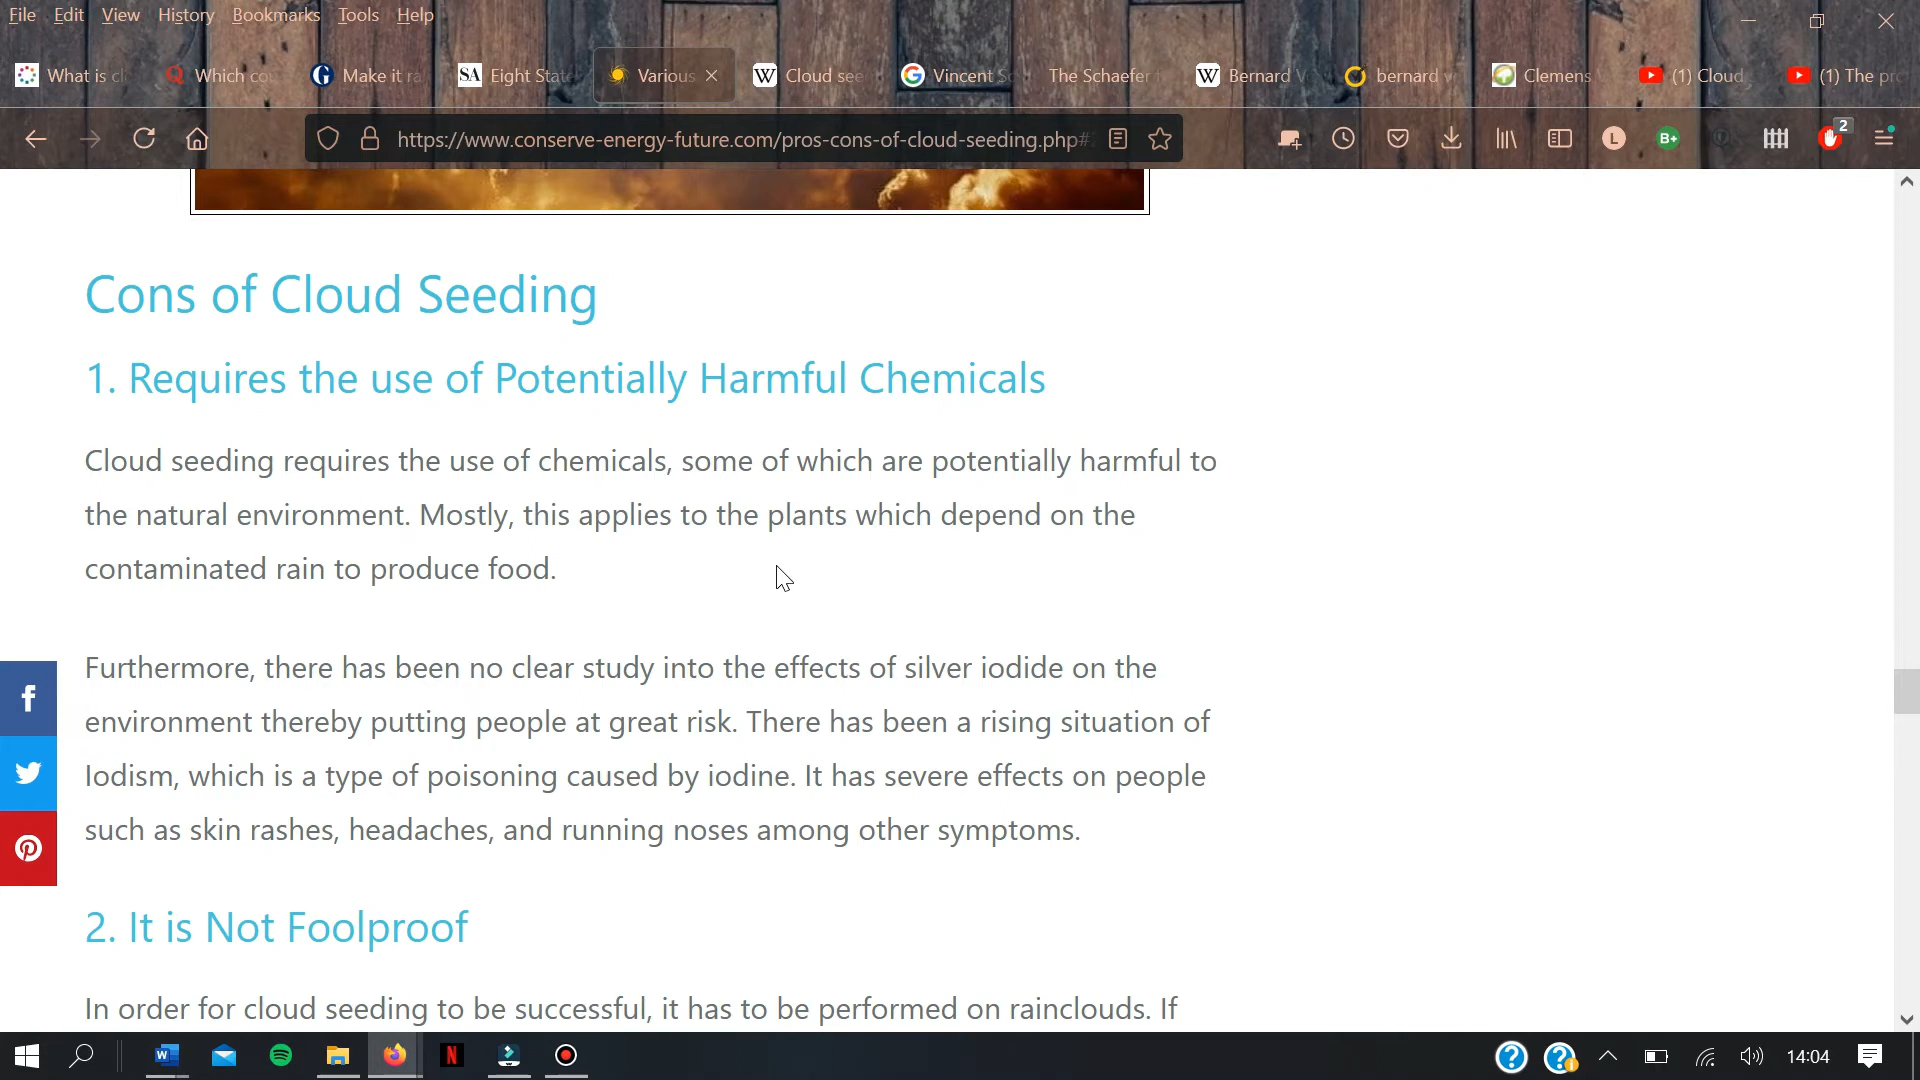 File Edit View History Bookmarks Tools Help
What is cl Which cou Make it ra SA Eight State Various W Cloud see Vincent Sc The Schaefer W Bernard Vo bernard v Clemens (1) Cloud (1) The pro
https://www.conserve-energy-future.com/pros-cons-of-cloud-seeding.php# L B+ 2
Cons of Cloud Seeding
1. Requires the use of Potentially Harmful Chemicals
Cloud seeding requires the use of chemicals, some of which are potentially harmful to
the natural environment. Mostly, this applies to the plants which depend on the
contaminated rain to produce food.
Furthermore, there has been no clear study into the effects of silver iodide on the
environment thereby putting people at great risk. There has been a rising situation of
Iodism, which is a type of poisoning caused by iodine. It has severe effects on people
such as skin rashes, headaches, and running noses among other symptoms.
2. It is Not Foolproof
In order for cloud seeding to be successful, it has to be performed on rainclouds. If
14:04